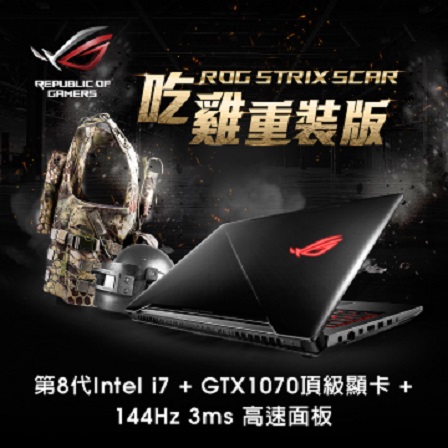 REPUBLIC OF
GAMERS
ROG STRIX SCAR
吃雞重裝版
第8代Intel i7 + GTX1070頂級顯卡 +
144Hz 3ms 高速面板